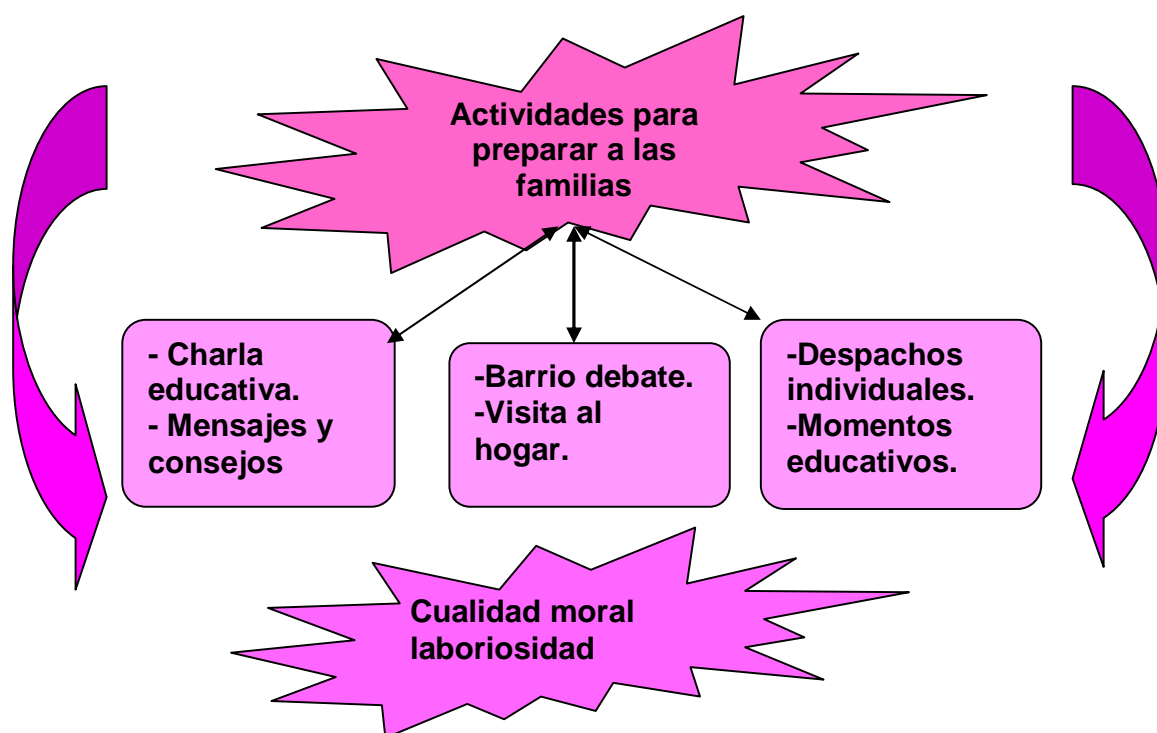 Actividades para
preparar a las
familias
- Charla
educativa.
- Mensajes y
consejos
-Barrio debate.
-Visita al
hogar.
-Despachos
individuales.
-Momentos
educativos.
Cualidad moral
laboriosidad